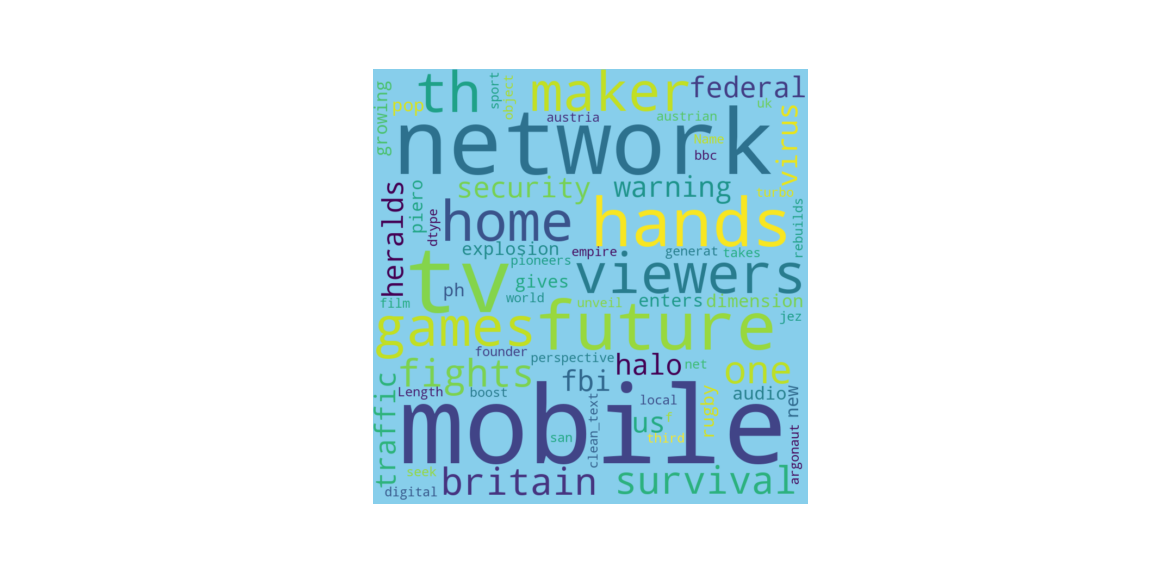 growing
pop
th
sport
object
maker
federal
uk
virus
austria
austrian
network
Name
bbc
heralds
piero
security
warning
turbo
dtype
home
hands
rebuilds
explosion
empire
generat
takes
pioneers
tv
viewers
ph
gives
world
film
unveil
enters
dimension
games
future
jez
founder
perspective
halo
net
fights
fbi
one
traffic
Length
boost
local
rugby
audio
new
mobile
clean_text
us
f
san
third
argonaut
seek
digital
britain
survival